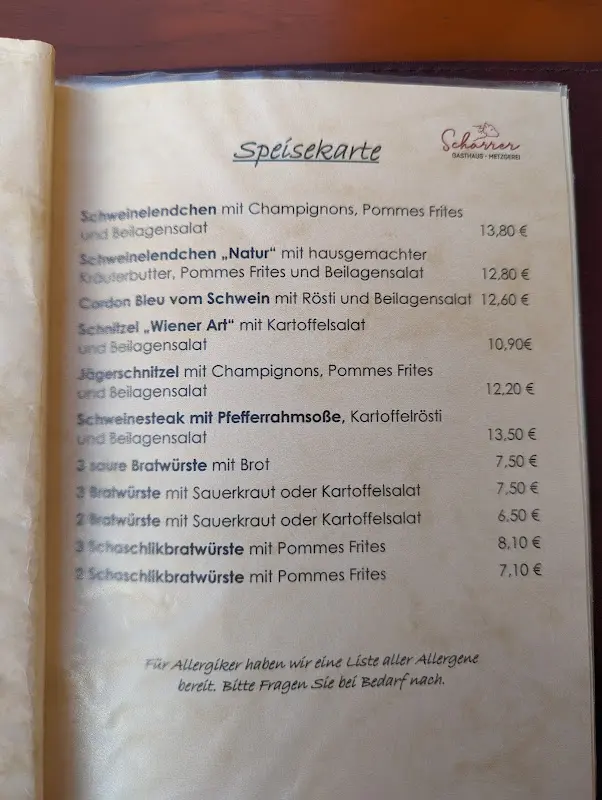 Speisekarte
Schärrer
GASTHAUS • METZGEREI
Schweinelendchen mit Champignons, Pommes Frites
und Beilagensalat 13,80 €
Schweinelendchen „Natur“ mit hausgemachter
Kräuterbutter, Pommes Frites und Beilagensalat 12,80 €
Cordon Bleu vom Schwein mit Rösti und Beilagensalat 12,60 €
Schnitzel „Wiener Art“ mit Kartoffelsalat
und Beilagensalat 10,90€
Jägerschnitzel mit Champignons, Pommes Frites
und Beilagensalat 12,20 €
Schweinesteak mit Pfefferrahmsoße, Kartoffelrösti
und Beilagensalat 13,50 €
3 saure Bratwürste mit Brot 7,50 €
3 Bratwürste mit Sauerkraut oder Kartoffelsalat 7,50 €
2 Bratwürste mit Sauerkraut oder Kartoffelsalat 6,50 €
3 Schaschlikbratwürste mit Pommes Frites 8,10 €
2 Schaschlikbratwürste mit Pommes Frites 7,10 €
Für Allergiker haben wir eine Liste aller Allergene
bereit. Bitte Fragen Sie bei Bedarf nach.